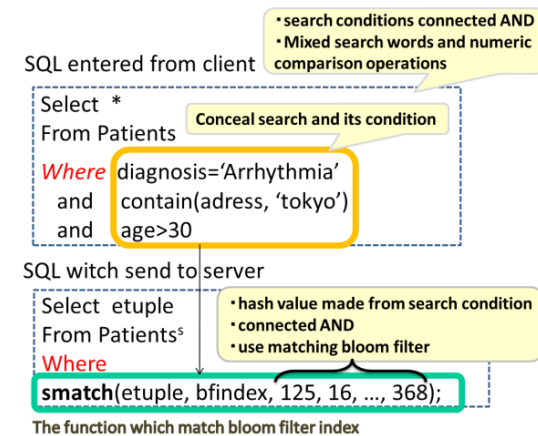 ・search conditions connected AND
・Mixed search words and numeric
comparison operations
SQL entered from client
Select *
From Patients
Conceal search and its condition
Where diagnosis='Arrhythmia'
and contain(adress, 'tokyo')
and age>30
SQL witch send to server
Select etuple
From Patientsˢ
Where
・hash value made from search condition
・connected AND
・use matching bloom filter
smatch(etuple, bfindex, 125, 16, ..., 368);
The function which match bloom filter index